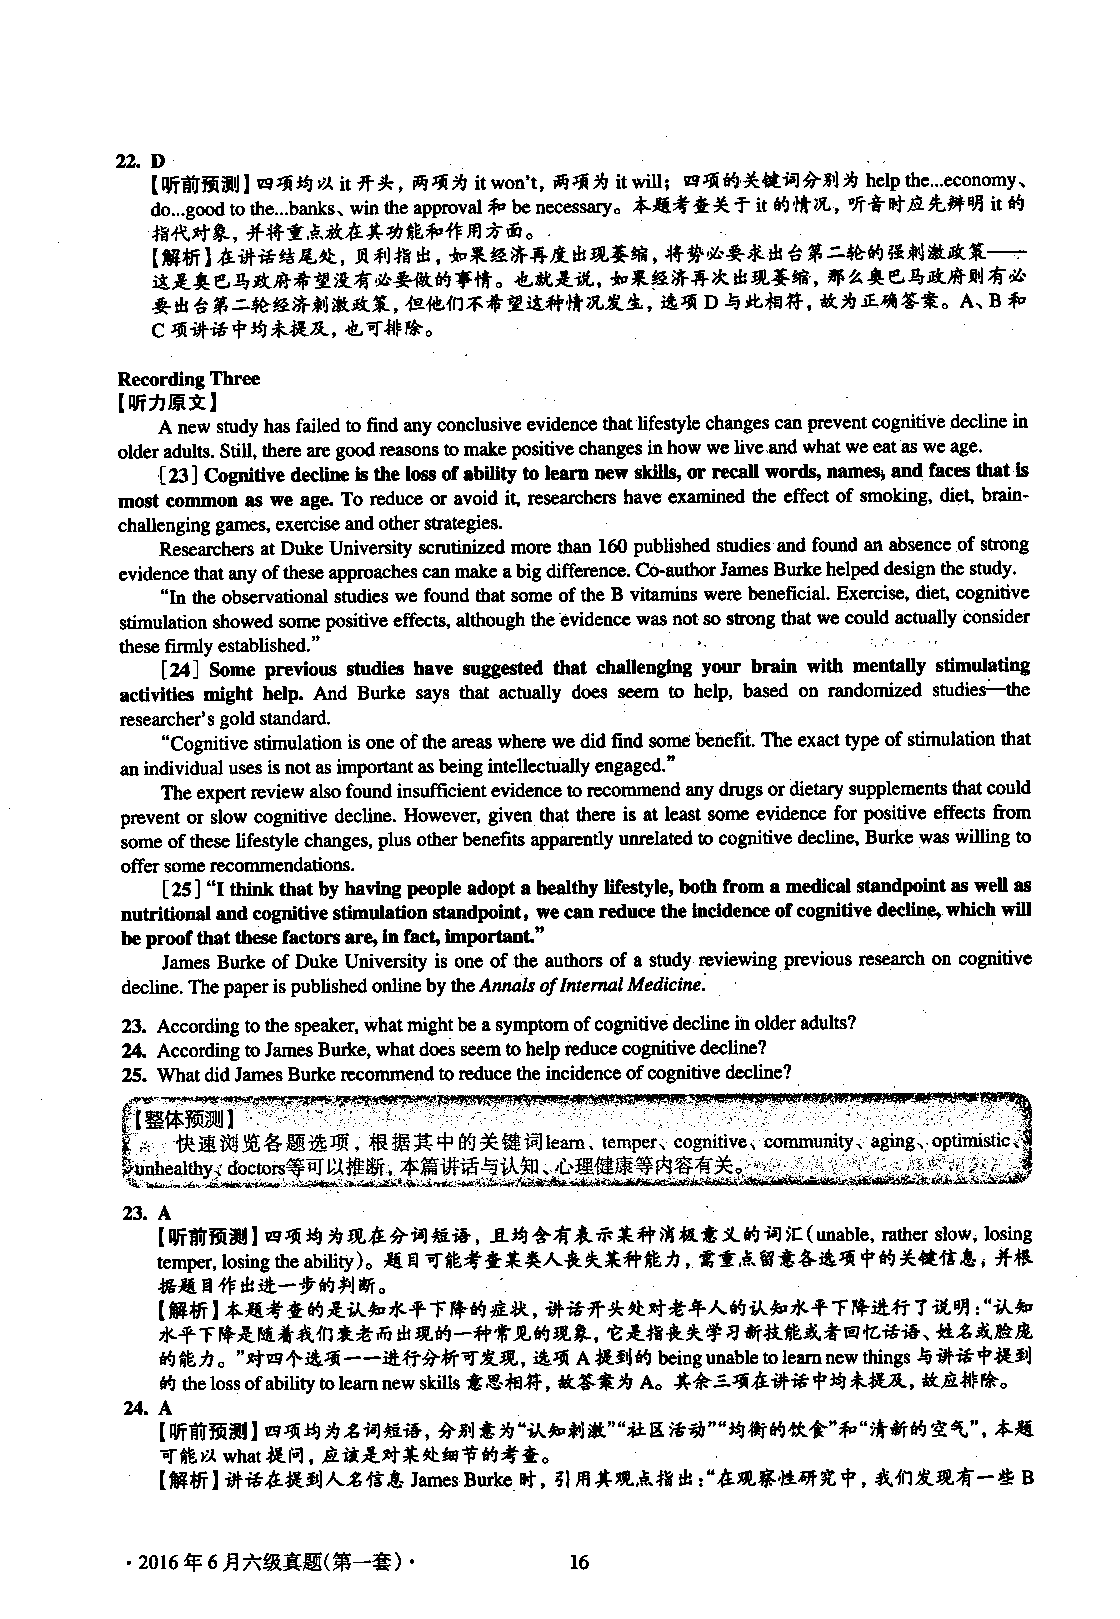 22. D
【听前预测】四项均以 it 开头，两项为 it won't，两项为 it will；四项的关键词分别为 help the...economy、
do...good to the...banks、win the approval 和 be necessary。本题考查关于 it 的情况，听音时应先辨明 it 的
指代对象，并将重点放在其功能和作用方面。
【解析】在讲话结尾处，贝利指出，如果经济再度出现萎缩，将势必要求出台第二轮的强刺激政策——
这是奥巴马政府希望没有必要做的事情。也就是说，如果经济再次出现萎缩，那么奥巴马政府则有必
要出台第二轮经济刺激政策，但他们不希望这种情况发生，选项 D 与此相符，故为正确答案。A、B 和
C 项讲话中均未提及，也可排除。
Recording Three
【听力原文】
A new study has failed to find any conclusive evidence that lifestyle changes can prevent cognitive decline in
older adults. Still, there are good reasons to make positive changes in how we live and what we eat as we age.
[23] Cognitive decline is the loss of ability to learn new skills, or recall words, names, and faces that is
most common as we age. To reduce or avoid it, researchers have examined the effect of smoking, diet, brain-
challenging games, exercise and other strategies.
Researchers at Duke University scrutinized more than 160 published studies and found an absence of strong
evidence that any of these approaches can make a big difference. Co-author James Burke helped design the study.
"In the observational studies we found that some of the B vitamins were beneficial. Exercise, diet, cognitive
stimulation showed some positive effects, although the evidence was not so strong that we could actually consider
these firmly established."
[24] Some previous studies have suggested that challenging your brain with mentally stimulating
activities might help. And Burke says that actually does seem to help, based on randomized studies—the
researcher's gold standard.
"Cognitive stimulation is one of the areas where we did find some benefit. The exact type of stimulation that
an individual uses is not as important as being intellectually engaged."
The expert review also found insufficient evidence to recommend any drugs or dietary supplements that could
prevent or slow cognitive decline. However, given that there is at least some evidence for positive effects from
some of these lifestyle changes, plus other benefits apparently unrelated to cognitive decline, Burke was willing to
offer some recommendations.
[25] "I think that by having people adopt a healthy lifestyle, both from a medical standpoint as well as
nutritional and cognitive stimulation standpoint, we can reduce the incidence of cognitive decline, which will
be proof that these factors are, in fact, important."
James Burke of Duke University is one of the authors of a study reviewing previous research on cognitive
decline. The paper is published online by the Annals of Internal Medicine.
23. According to the speaker, what might be a symptom of cognitive decline in older adults?
24. According to James Burke, what does seem to help reduce cognitive decline?
25. What did James Burke recommend to reduce the incidence of cognitive decline?
【整体预测】
快速浏览各题选项，根据其中的关键词learn、temper、cognitive、community、aging、optimistic、
unhealthy、doctors等可以推断，本篇讲话与认知、心理健康等内容有关。
23. A
【听前预测】四项均为现在分词短语，且均含有表示某种消极意义的词汇(unable, rather slow, losing
temper, losing the ability)。题目可能考查某类人丧失某种能力，需重点留意各选项中的关键信息，并根
据题目作出进一步的判断。
【解析】本题考查的是认知水平下降的症状，讲话开头处对老年人的认知水平下降进行了说明：“认知
水平下降是随着我们衰老而出现的一种常见的现象，它是指丧失学习新技能或者回忆话语、姓名或脸庞
的能力。”对四个选项一一进行分析可发现，选项 A 提到的 being unable to learn new things 与讲话中提到
的 the loss of ability to learn new skills 意思相符，故答案为 A。其余三项在讲话中均未提及，故应排除。
24. A
【听前预测】四项均为名词短语，分别意为“认知刺激”“社区活动”“均衡的饮食”和“清新的空气”，本题
可能以 what 提问，应该是对某处细节的考查。
【解析】讲话在提到人名信息 James Burke 时，引用其观点指出：“在观察性研究中，我们发现有一些 B
·2016 年 6 月六级真题(第一套)· 16